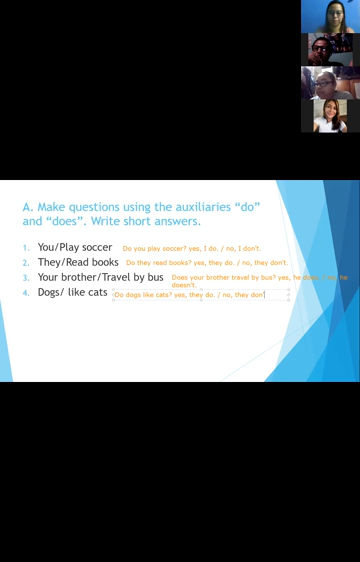 A. Make questions using the auxiliaries “do”
and “does”. Write short answers.
1. You/Play soccer Do you play soccer? yes, I do. / no, I don't.
2. They/Read books Do they read books? yes, they do. / no, they don't.
3. Your brother/Travel by bus Does your brother travel by bus? yes, he he
doesn't.
4. Dogs/ like cats Do dogs like cats? yes, they do. / no, they don'